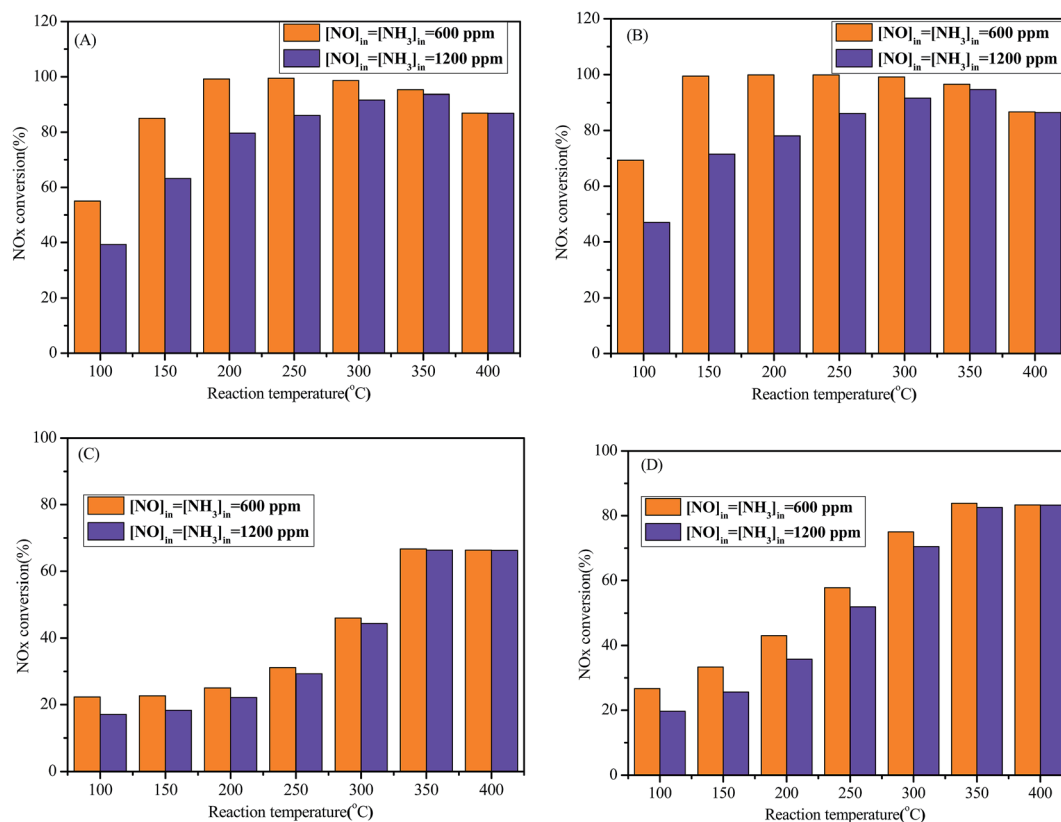 (A)
[NO]in=[NH3]in=600 ppm
[NO]in=[NH3]in=1200 ppm
NOx conversion(%)
120
100
80
60
40
20
0
100 150 200 250 300 350 400
Reaction temperature(°C)
(B)
[NO]in=[NH3]in=600 ppm
[NO]in=[NH3]in=1200 ppm
NOx conversion(%)
120
100
80
60
40
20
0
100 150 200 250 300 350 400
Reaction temperature(°C)
(C)
[NO]in=[NH3]in=600 ppm
[NO]in=[NH3]in=1200 ppm
NOx conversion(%)
100
80
60
40
20
0
100 150 200 250 300 350 400
Reaction temperature(°C)
(D)
[NO]in=[NH3]in=600 ppm
[NO]in=[NH3]in=1200 ppm
NOx conversion(%)
100
80
60
40
20
0
100 150 200 250 300 350 400
Reaction temperature(°C)